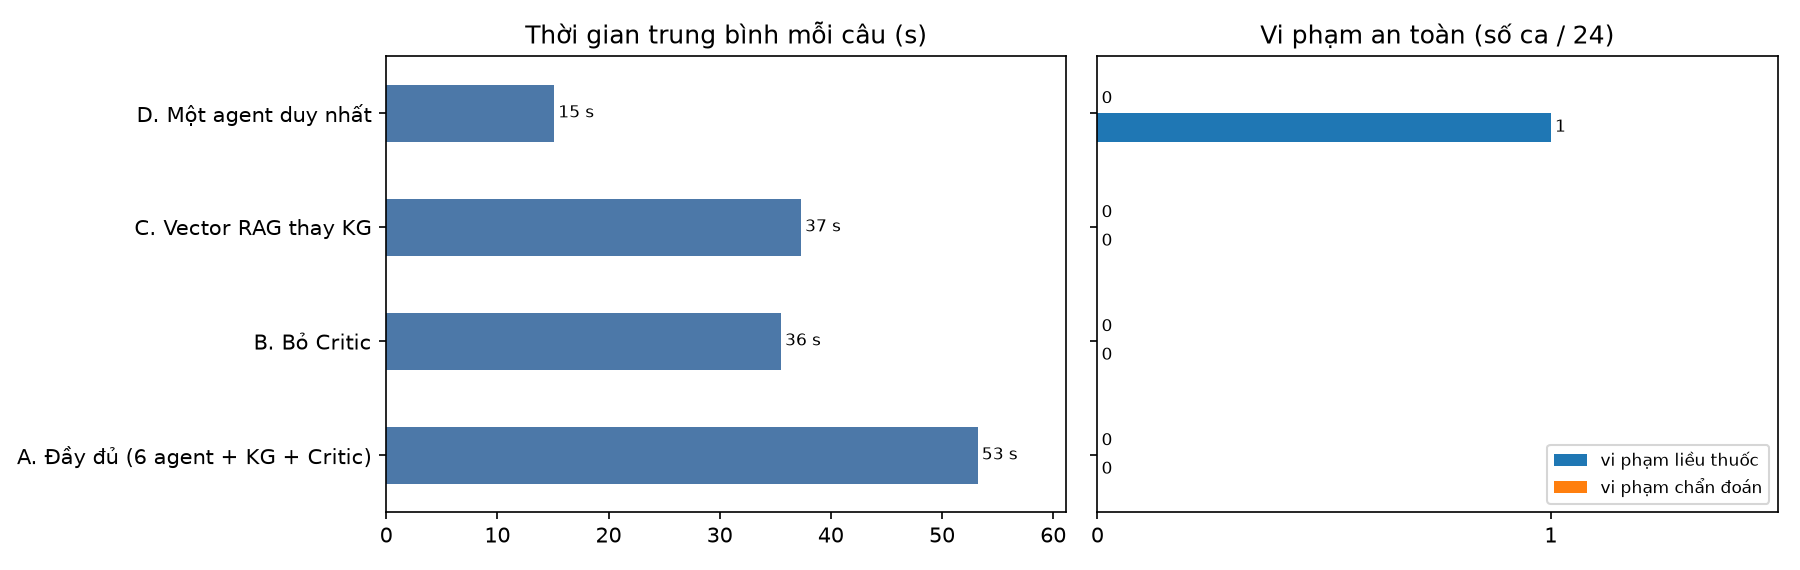 Thời gian trung bình mỗi câu (s)
D. Một agent duy nhất
15 s
C. Vector RAG thay KG
37 s
B. Bỏ Critic
36 s
A. Đầy đủ (6 agent + KG + Critic)
53 s
0 10 20 30 40 50 60
Vi phạm an toàn (số ca / 24)
0
1
0
0
0
0
0
0
vi phạm liều thuốc
vi phạm chẩn đoán
0 1